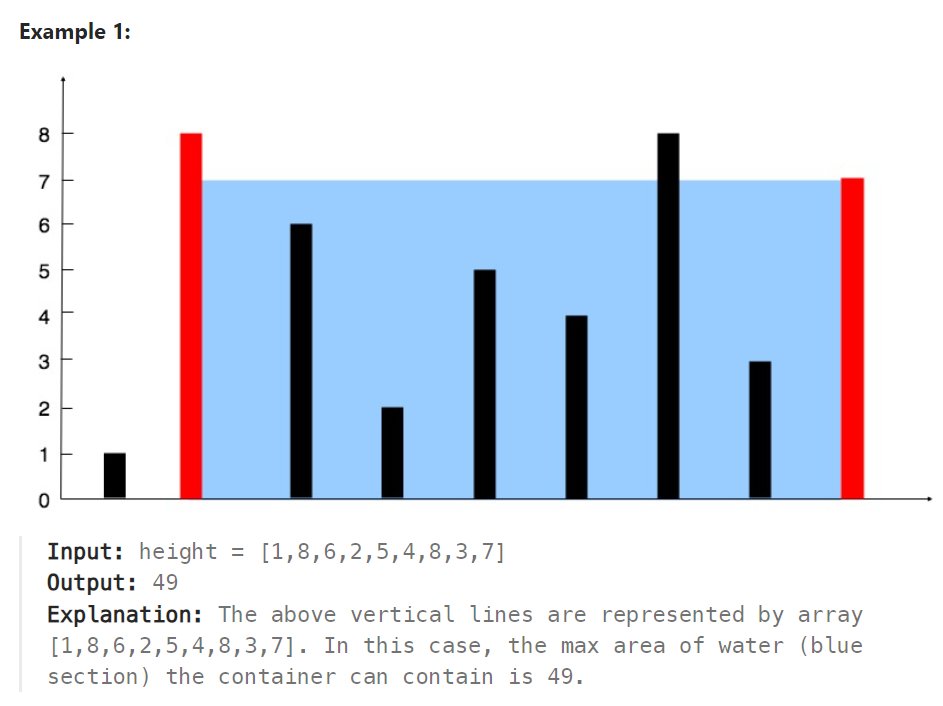 Example 1:
8
7
6
5
4
3
2
1
0
Input: height = [1,8,6,2,5,4,8,3,7]
Output: 49
Explanation: The above vertical lines are represented by array
[1,8,6,2,5,4,8,3,7]. In this case, the max area of water (blue
section) the container can contain is 49.